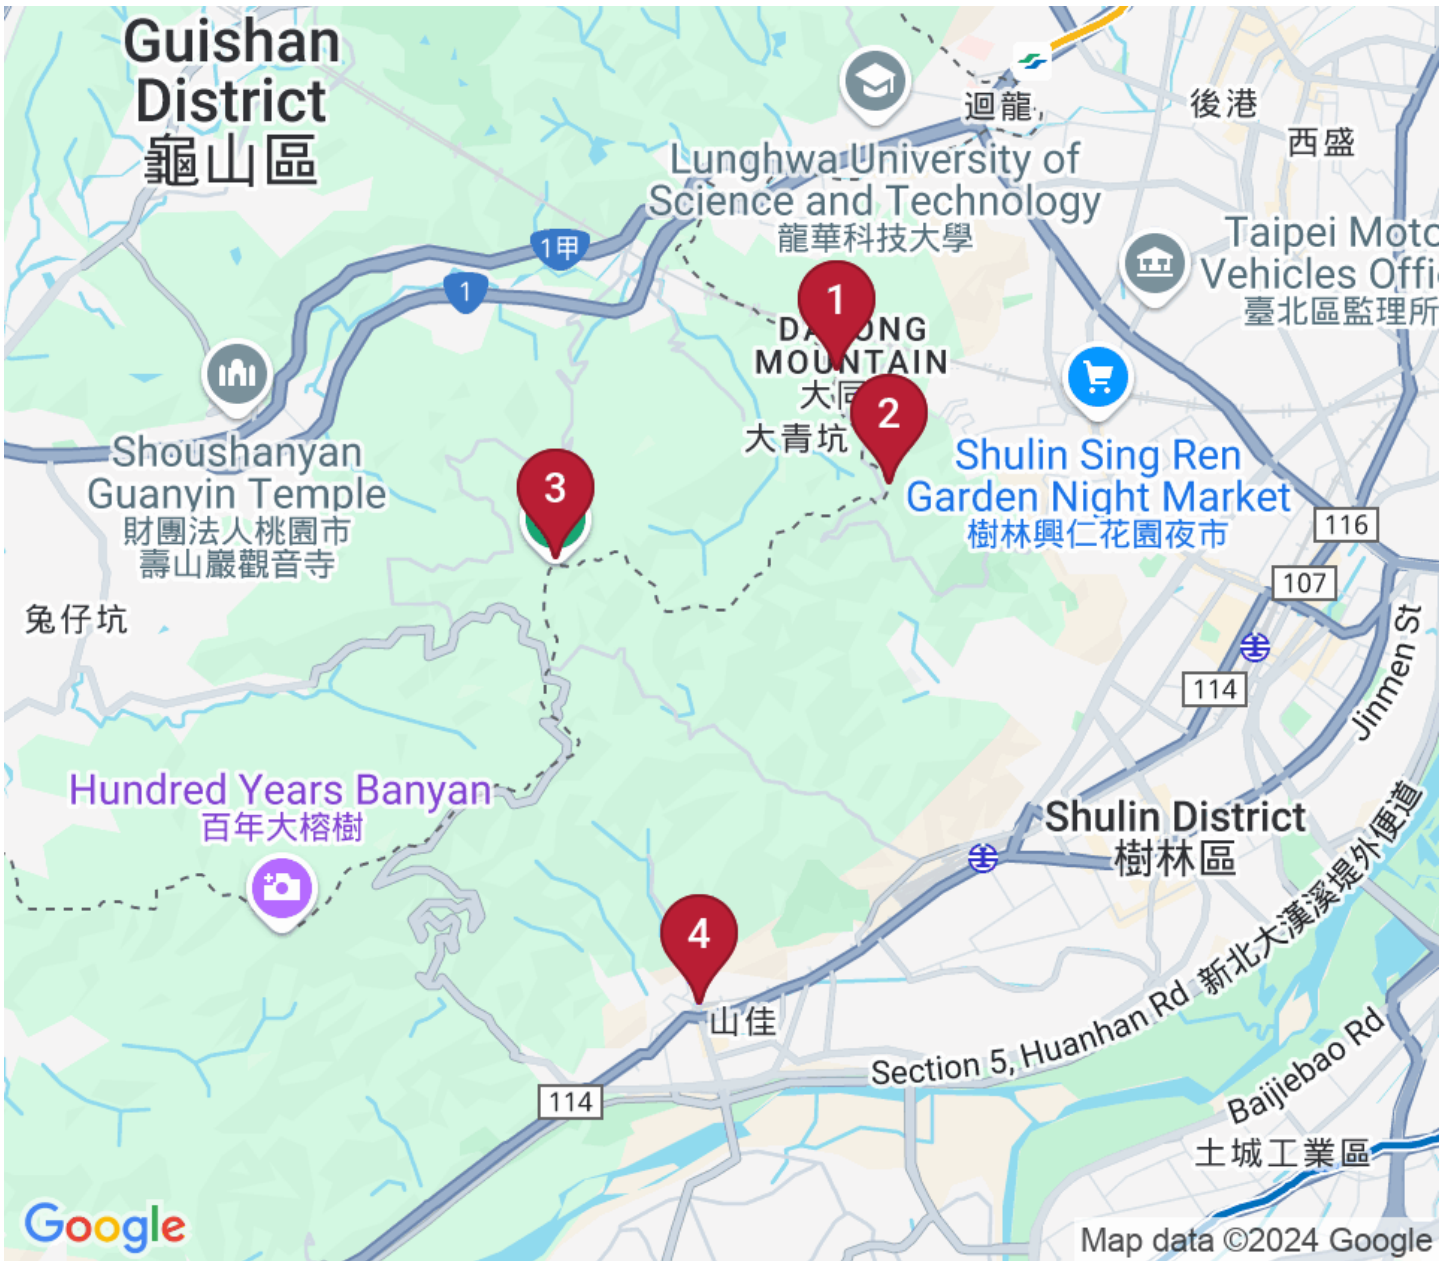 Guishan
District
龜山區
迴龍
後港
西盛
Lunghwa University of
Science and Technology
龍華科技大學
1甲
1
Taipei Moto
Vehicles Offi
臺北區監理所
1
MOUNTAIN
2
大青坑
Shoushanyan
Guanyin Temple
財團法人桃園市
壽山巖觀音寺
3
Shulin Sing Ren
Garden Night Market
樹林興仁花園夜市
116
107
兔仔坑
114
Jinmen St
Hundred Years Banyan
百年大榕樹
Shulin District
樹林區
4
山佳
Section 5, Huanhan Rd
新北大漢溪堤外便道
Baijiebao Rd
114
土城工業區
Google
Map data ©2024 Google